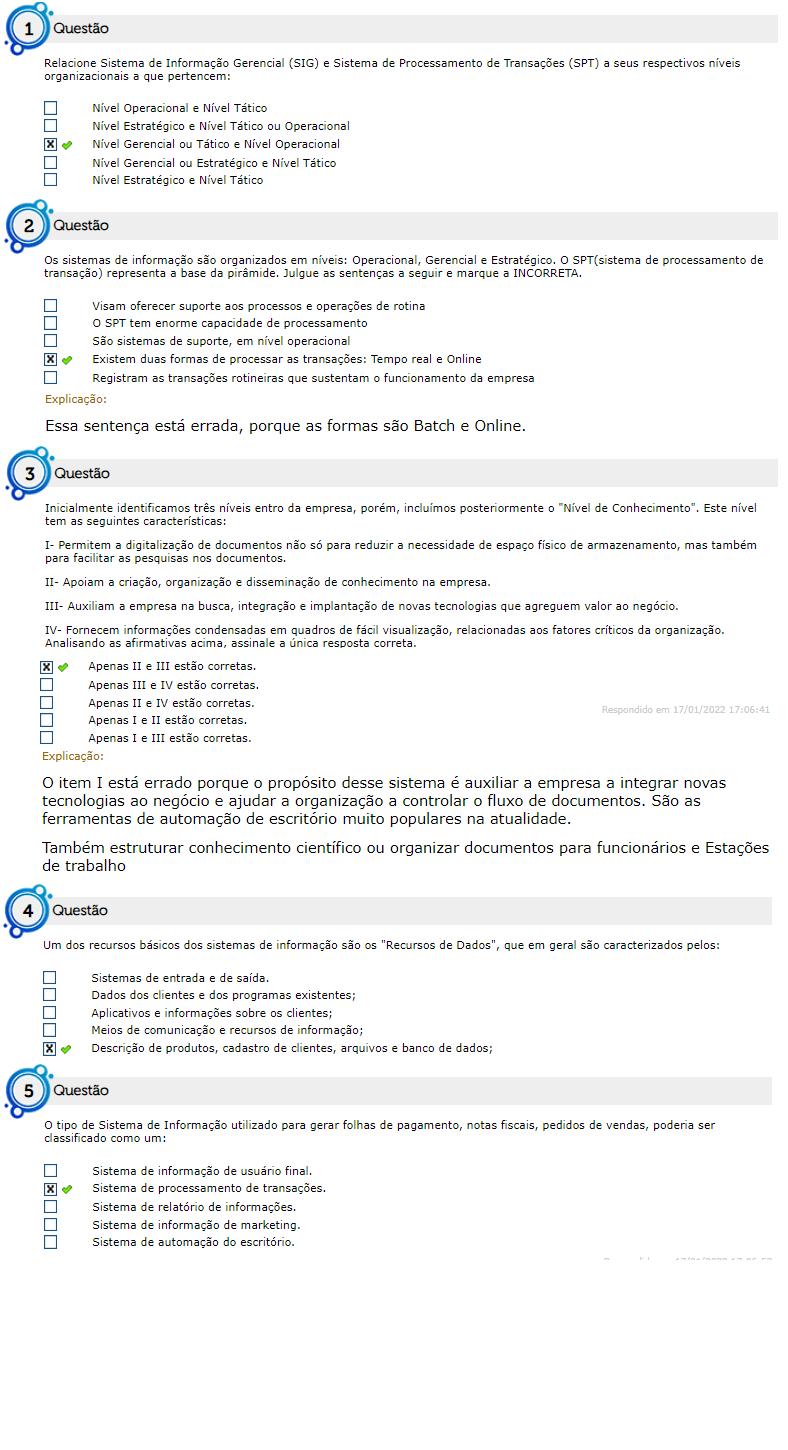 1 Questão
Relacione Sistema de Informação Gerencial (SIG) e Sistema de Processamento de Transações (SPT) a seus respectivos níveis
organizacionais a que pertencem:
Nível Operacional e Nível Tático
Nível Estratégico e Nível Tático ou Operacional
Nível Gerencial ou Tático e Nível Operacional
Nível Gerencial ou Estratégico e Nível Tático
Nível Estratégico e Nível Tático
2 Questão
Os sistemas de informação são organizados em níveis: Operacional, Gerencial e Estratégico. O SPT(sistema de processamento de
transação) representa a base da pirâmide. Julgue as sentenças a seguir e marque a INCORRETA.
Visam oferecer suporte aos processos e operações de rotina
O SPT tem enorme capacidade de processamento
São sistemas de suporte, em nível operacional
Existem duas formas de processar as transações: Tempo real e Online
Registram as transações rotineiras que sustentam o funcionamento da empresa
Explicação:
Essa sentença está errada, porque as formas são Batch e Online.
3 Questão
Inicialmente identificamos três níveis entro da empresa, porém, incluímos posteriormente o "Nível de Conhecimento". Este nível
tem as seguintes características:
I- Permitem a digitalização de documentos não só para reduzir a necessidade de espaço físico de armazenamento, mas também
para facilitar as pesquisas nos documentos.
II- Apoiam a criação, organização e disseminação de conhecimento na empresa.
III- Auxiliam a empresa na busca, integração e implantação de novas tecnologias que agreguem valor ao negócio.
IV- Fornecem informações condensadas em quadros de fácil visualização, relacionadas aos fatores críticos da organização.
Analisando as afirmativas acima, assinale a única resposta correta.
Apenas II e III estão corretas.
Apenas III e IV estão corretas.
Apenas II e IV estão corretas.
Respondido em 17/01/2022 17:06:41
Apenas I e II estão corretas.
Apenas I e III estão corretas.
Explicação:
O item I está errado porque o propósito desse sistema é auxiliar a empresa a integrar novas
tecnologias ao negócio e ajudar a organização a controlar o fluxo de documentos. São as
ferramentas de automação de escritório muito populares na atualidade.
Também estruturar conhecimento científico ou organizar documentos para funcionários e Estações
de trabalho
4 Questão
Um dos recursos básicos dos sistemas de informação são os "Recursos de Dados", que em geral são caracterizados pelos:
Sistemas de entrada e de saída.
Dados dos clientes e dos programas existentes;
Aplicativos e informações sobre os clientes;
Meios de comunicação e recursos de informação;
Descrição de produtos, cadastro de clientes, arquivos e banco de dados;
5 Questão
O tipo de Sistema de Informação utilizado para gerar folhas de pagamento, notas fiscais, pedidos de vendas, poderia ser
classificado como um:
Sistema de informação de usuário final.
Sistema de processamento de transações.
Sistema de relatório de informações.
Sistema de informação de marketing.
Sistema de automação do escritório.